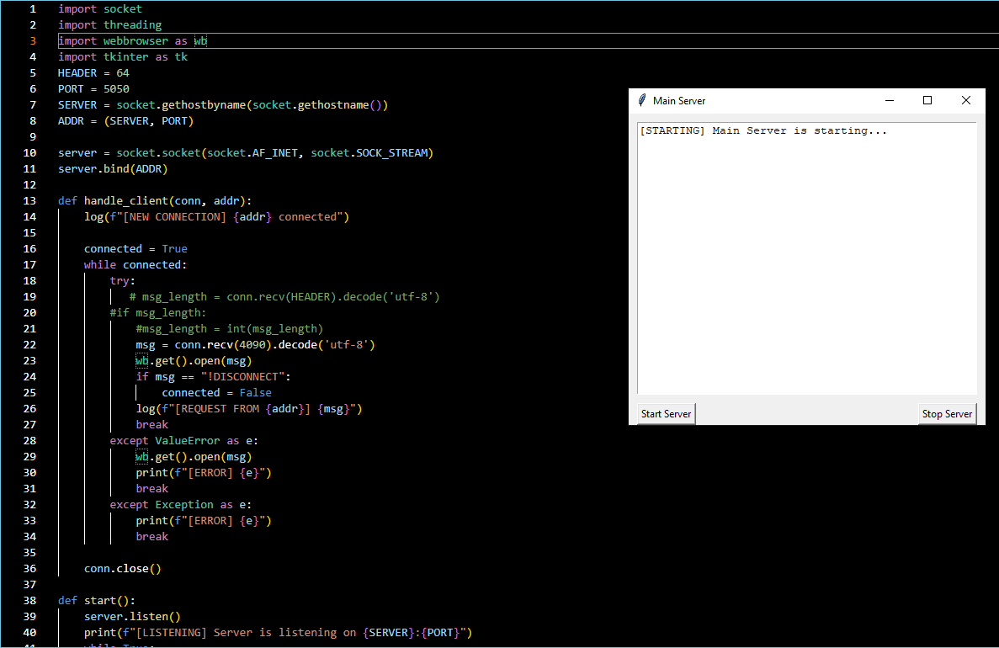 1 import socket
2 import threading
3 import webbrowser as wb
4 import tkinter as tk
5 HEADER = 64
6 PORT = 5050
7 SERVER = socket.gethostbyname(socket.gethostname())
8 ADDR = (SERVER, PORT)
9
10 server = socket.socket(socket.AF_INET, socket.SOCK_STREAM)
11 server.bind(ADDR)
12
13 def handle_client(conn, addr):
14     log(f"[NEW CONNECTION] {addr} connected")
15
16     connected = True
17     while connected:
18         try:
19            # msg_length = conn.recv(HEADER).decode('utf-8')
20         #if msg_length:
21             #msg_length = int(msg_length)
22             msg = conn.recv(4090).decode('utf-8')
23             wb.get().open(msg)
24             if msg == "!DISCONNECT":
25                 connected = False
26             log(f"[REQUEST FROM {addr}] {msg}")
27             break
28         except ValueError as e:
29             wb.get().open(msg)
30             print(f"[ERROR] {e}")
31             break
32         except Exception as e:
33             print(f"[ERROR] {e}")
34             break
35
36     conn.close()
37
38 def start():
39     server.listen()
40     print(f"[LISTENING] Server is listening on {SERVER}:{PORT}")
41     while True:
Main Server
[STARTING] Main Server is starting...
Start Server
Stop Server